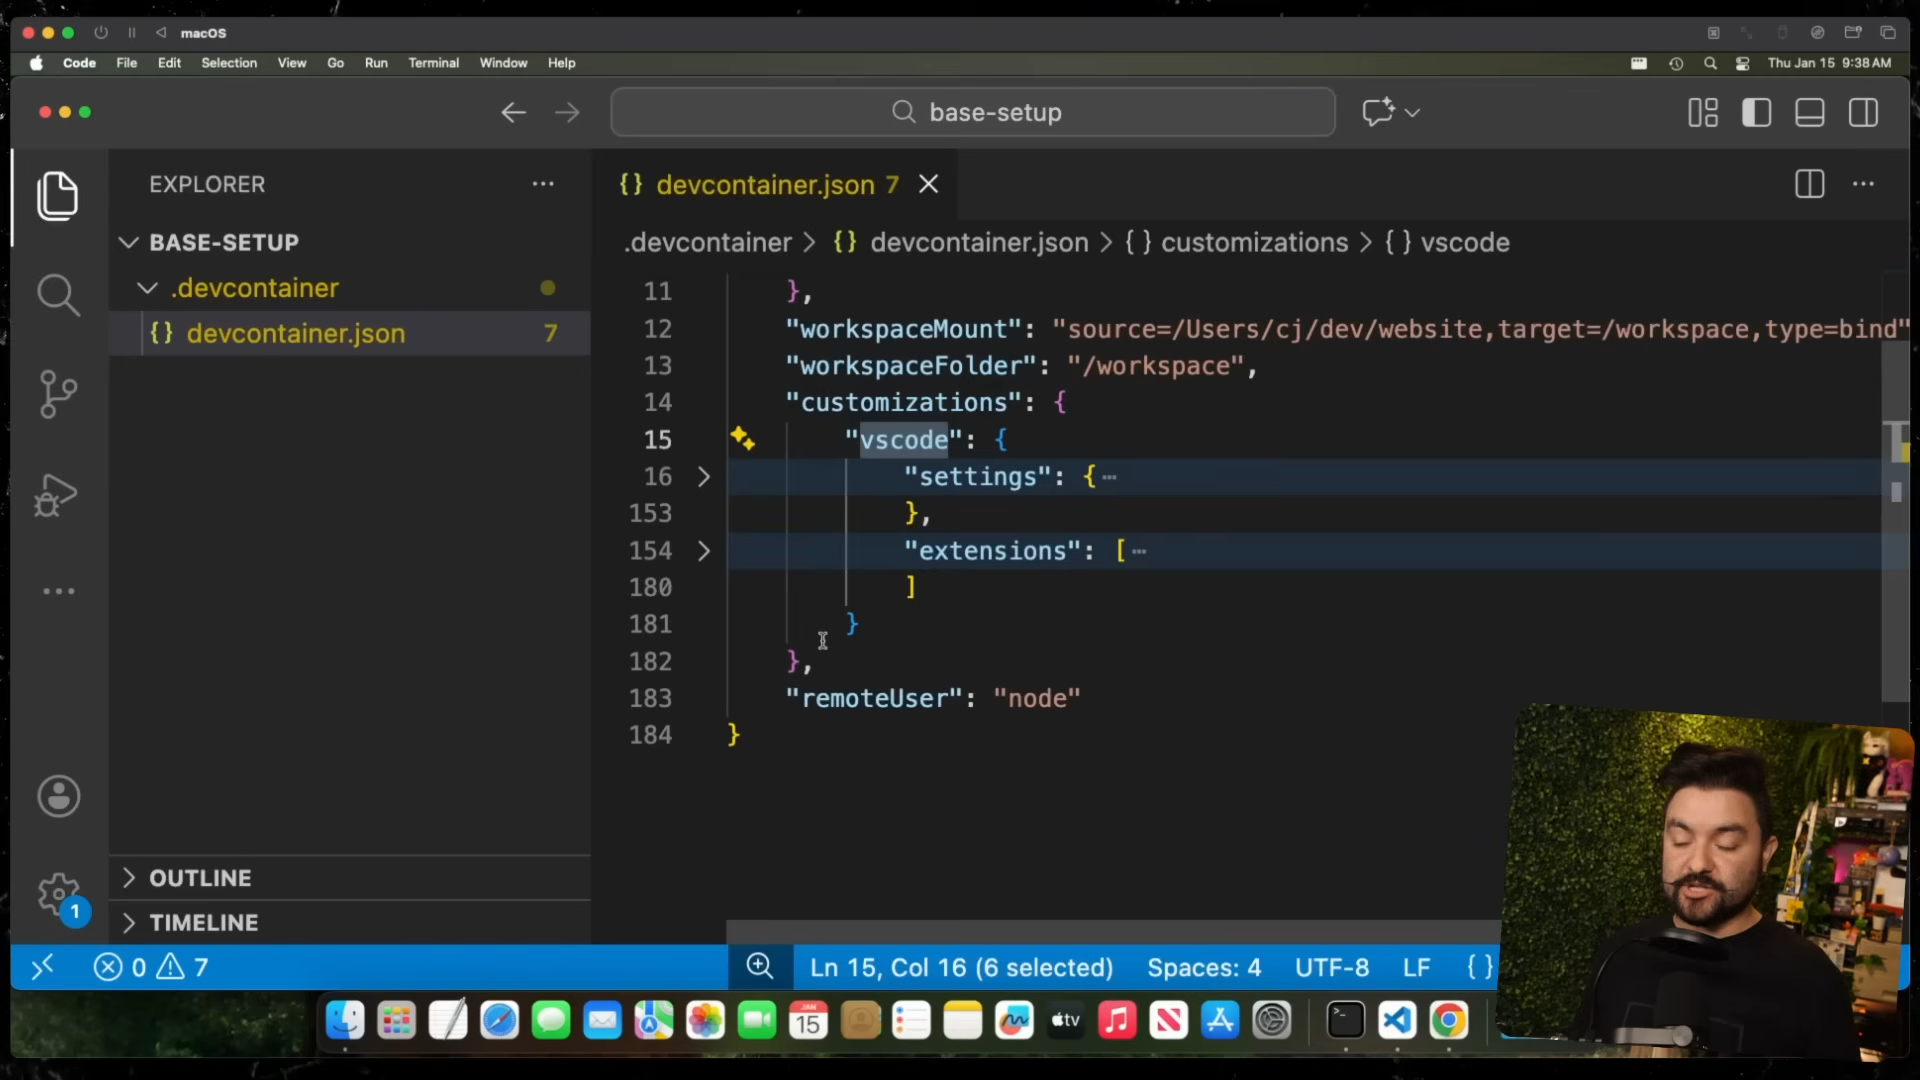 macOS
Code File Edit Selection View Go Run Terminal Window Help Thu Jan 15 9:38 AM
base-setup
EXPLORER
{} devcontainer.json 7
BASE-SETUP
.devcontainer > {} devcontainer.json > {} customizations > {} vscode
.devcontainer
{} devcontainer.json 7
11 },
12 "workspaceMount": "source=/Users/cj/dev/website,target=/workspace,type=bind"
13 "workspaceFolder": "/workspace",
14 "customizations": {
15 "vscode": {
16 "settings": {
153 },
154 "extensions": [
180 ]
181 }
182 },
183 "remoteUser": "node"
184 }
OUTLINE
TIMELINE
1
0 7
Ln 15, Col 16 (6 selected) Spaces: 4 UTF-8 LF {}
JAN
15
tv